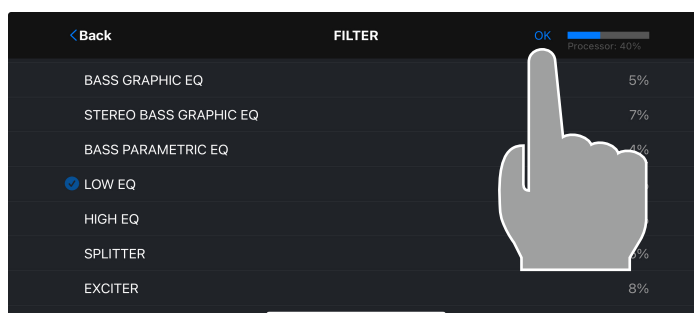 Back FILTER OK
Processor: 40%
BASS GRAPHIC EQ 5%
STEREO BASS GRAPHIC EQ 7%
BASS PARAMETRIC EQ 4%
LOW EQ
HIGH EQ
SPLITTER
EXCITER 8%